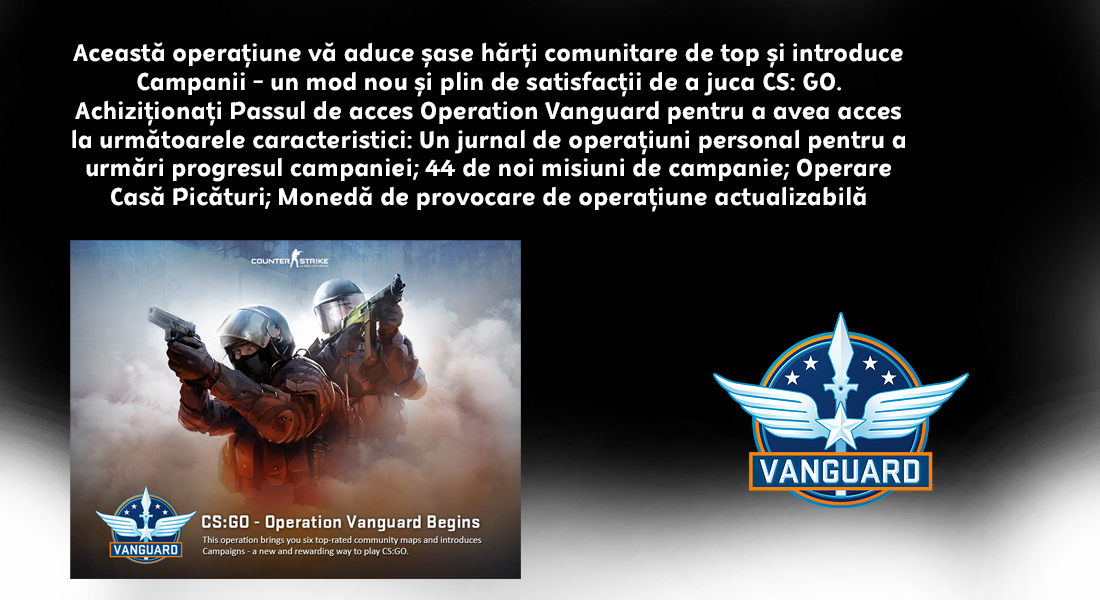 Această operațiune vă aduce șase hărți comunitare de top și introduce
Campanii - un mod nou și plin de satisfacții de a juca CS: GO.
Achiziționați Passul de acces Operation Vanguard pentru a avea acces
la următoarele caracteristici: Un jurnal de operațiuni personal pentru a
urmări progresul campaniei; 44 de noi misiuni de campanie; Operare
Casă Picături; Monedă de provocare de operațiune actualizabilă
COUNTER STRIKE
GLOBAL OFFENSIVE
VANGUARD
CS:GO - Operation Vanguard Begins
This operation brings you six top-rated community maps and introduces
Campaigns - a new and rewarding way to play CS:GO.
VANGUARD